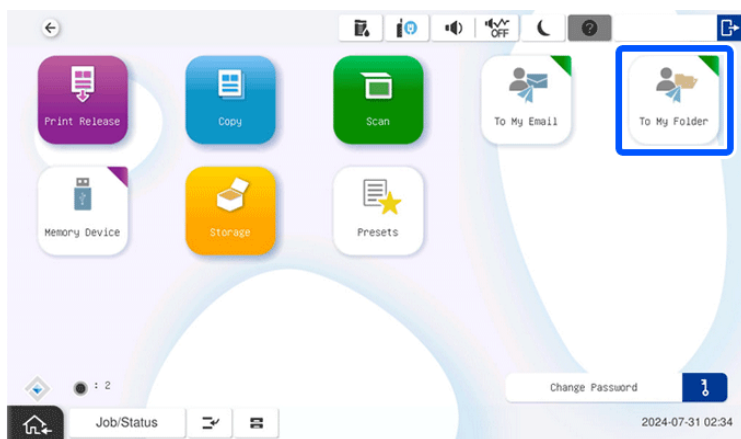 OFF
?
Print Release
Copy
Scan
To My Email
To My Folder
Memory Device
Storage
Presets
: 2
Change Password
Job/Status
2024-07-31 02:34